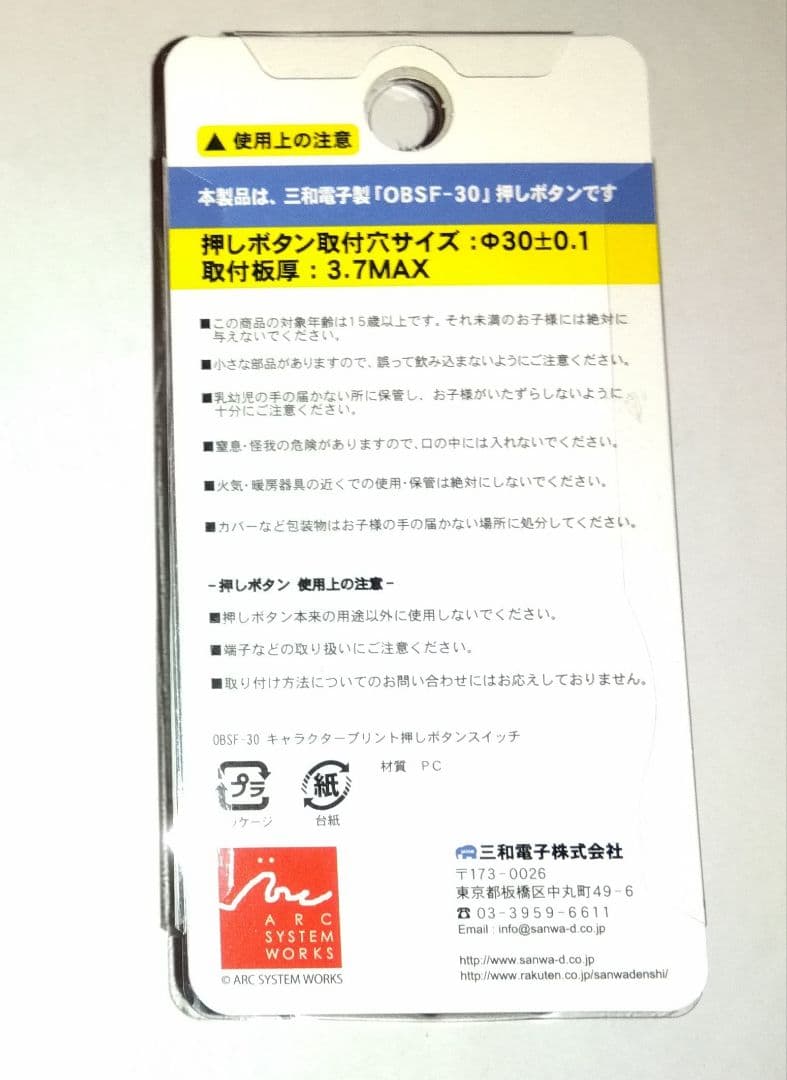 ▲ 使用上の注意
本製品は、三和電子製「OBSF-30」押しボタンです
押しボタン取付穴サイズ：Φ30±0.1
取付板厚：3.7MAX
■この商品の対象年齢は15歳以上です。それ未満のお子様には絶対に
与えないでください。
■小さな部品がありますので、誤って飲み込まないようにご注意ください。
■乳幼児の手の届かない所に保管し、お子様がいたずらしないように
十分にご注意ください。
■窒息・怪我の危険がありますので、口の中には入れないでください。
■火気・暖房器具の近くでの使用・保管は絶対にしないでください。
■カバーなど包装物はお子様の手の届かない場所に処分してください。
－押しボタン 使用上の注意－
■押しボタン本来の用途以外に使用しないでください。
■端子などの取り扱いにご注意ください。
■取り付け方法についてのお問い合わせにはお応えしておりません。
OBSF-30 キャラクタープリント押しボタンスイッチ
材質 PC
プラ
紙
ッケージ
台紙
Arc
ARC
SYSTEM
WORKS
© ARC SYSTEM WORKS
三和電子株式会社
〒173-0026
東京都板橋区中丸町49-6
☎ 03-3959-6611
Email : info@sanwa-d.co.jp
http://www.sanwa-d.co.jp
http://www.rakuten.co.jp/sanwadenshi/